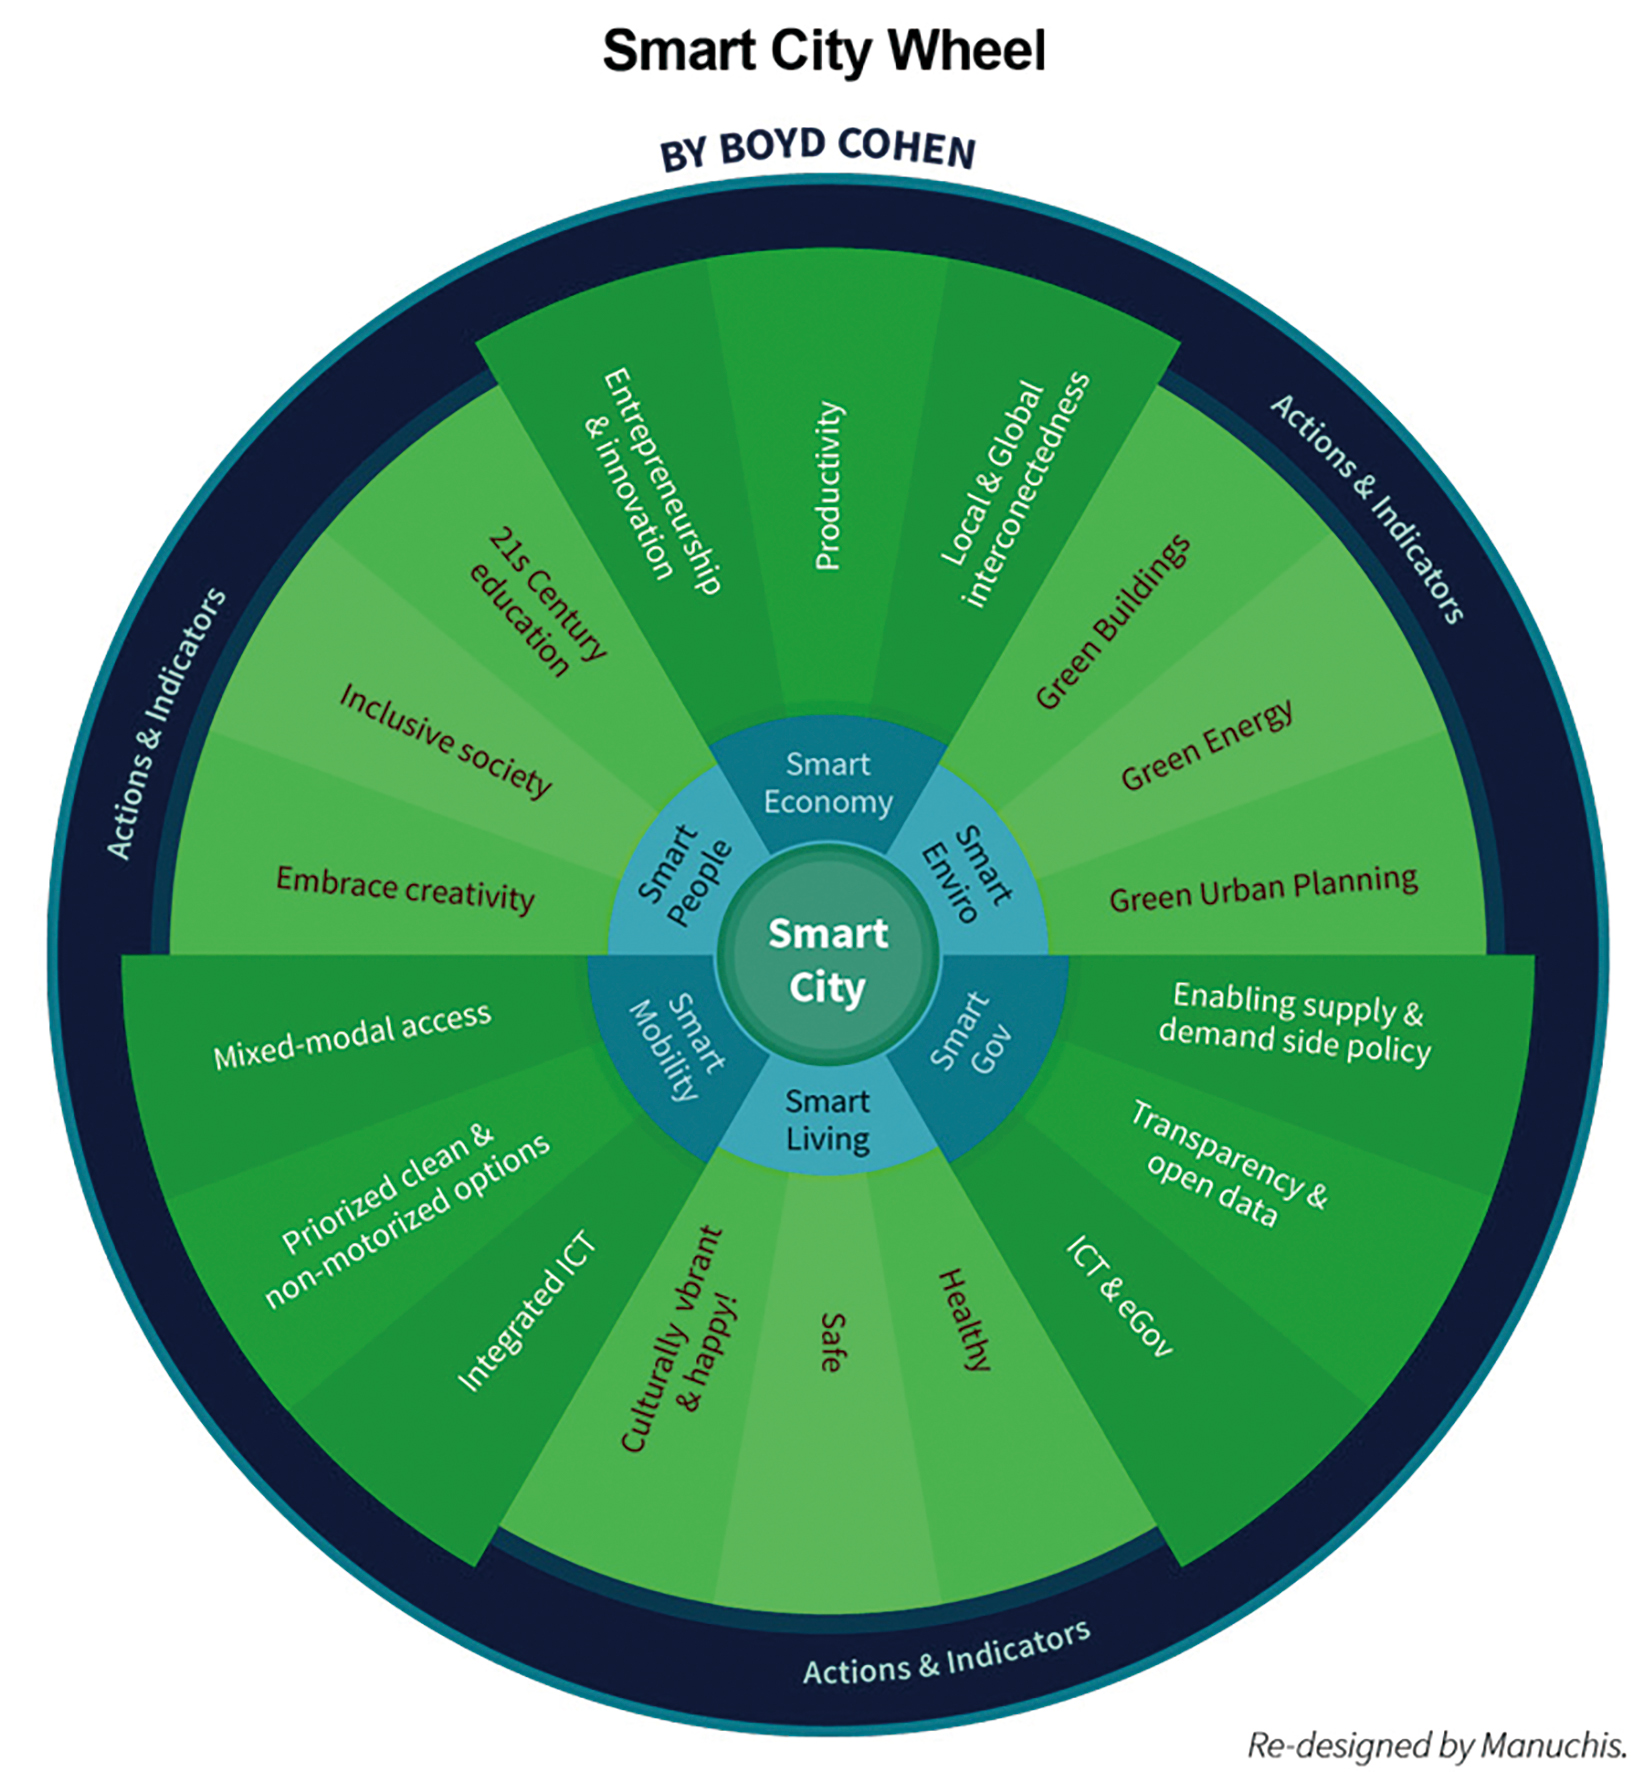 Smart City Wheel
BY BOYD COHEN
Actions & Indicators
Actions & Indicators
Actions & Indicators
Entrepreneurship
& innovation
Productivity
Local & Global
interconectedness
Green Buildings
Green Energy
Green Urban Planning
Enabling supply &
demand side policy
Transparency &
open data
ICT & eGov
Healthy
Safe
Culturally vbrant
& happy!
Integrated ICT
Priorized clean &
non-motorized options
Mixed-modal access
Embrace creativity
Inclusive society
21s Century
education
Smart
Economy
Smart
Enviro
Smart
Gov
Smart
Living
Smart
Mobility
Smart
People
Smart
City
Re-designed by Manuchis.